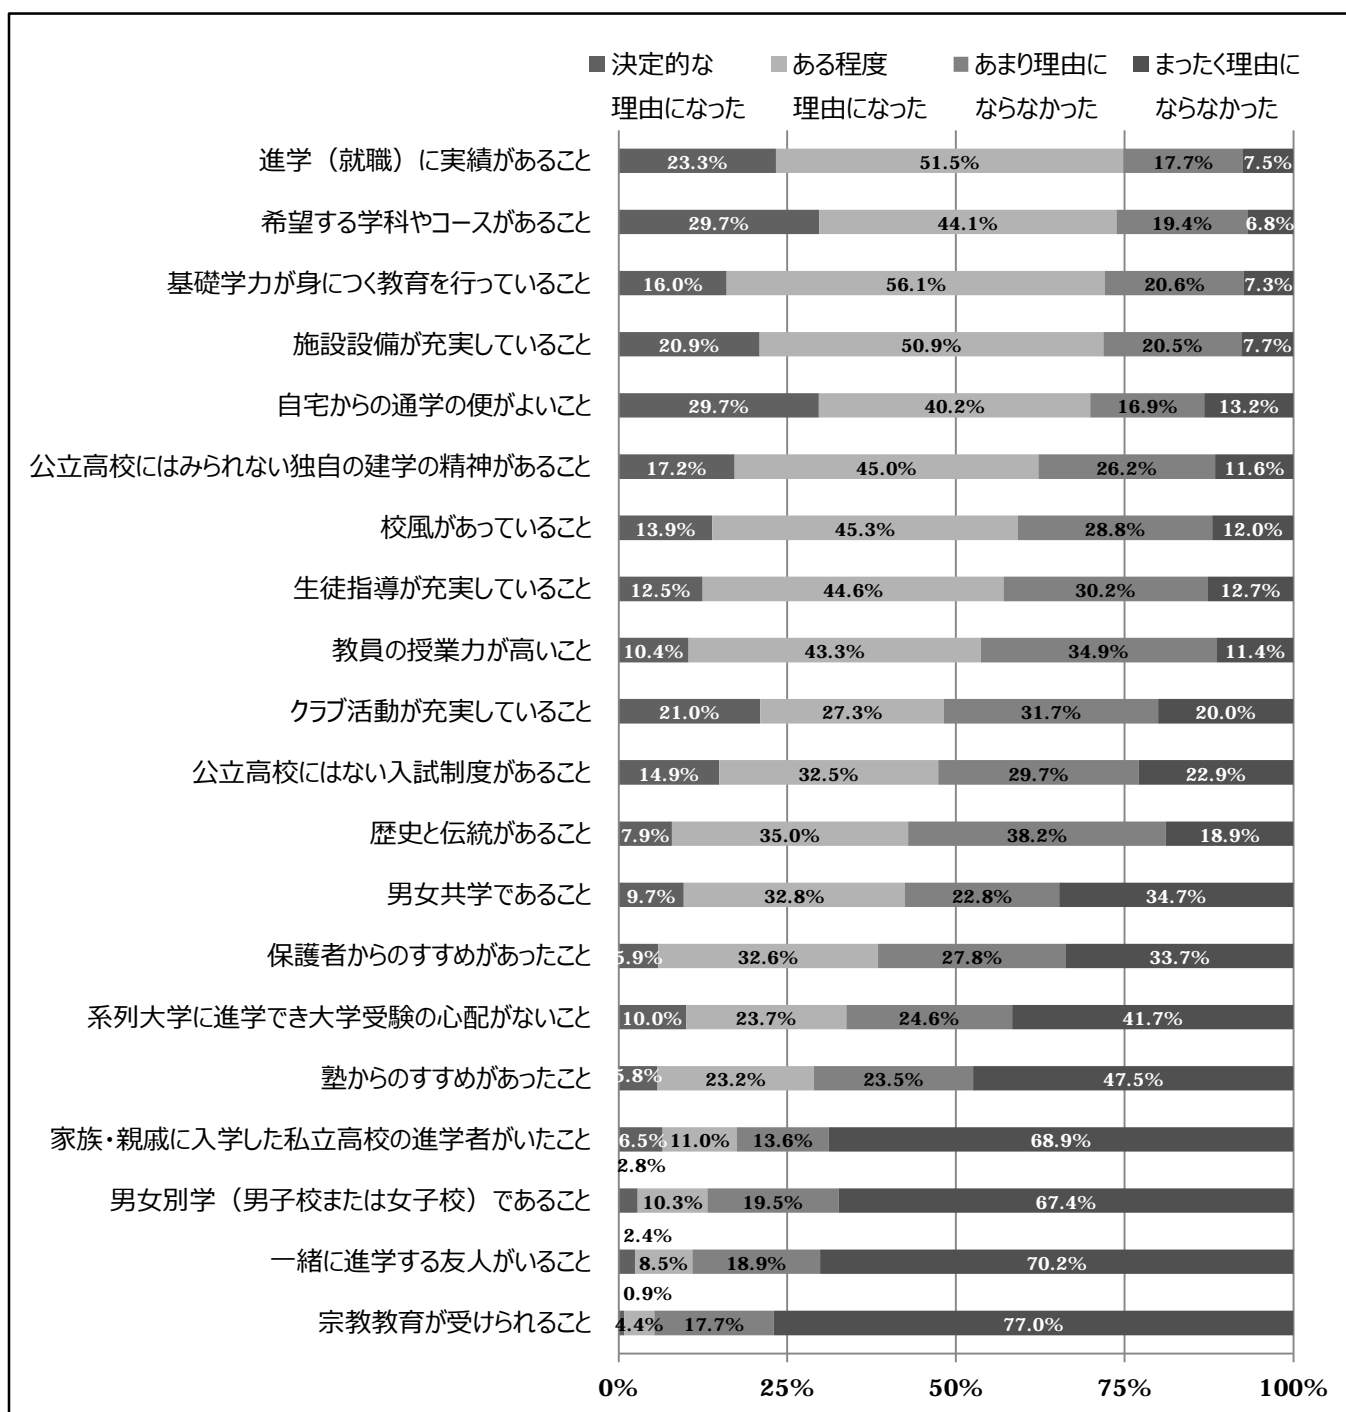 ■決定的な ■ある程度 ■あまり理由に ■まったく理由に
理由になった 理由になった ならなかった ならなかった
進学（就職）に実績があること 23.3% 51.5% 17.7% 7.5%
希望する学科やコースがあること 29.7% 44.1% 19.4% 6.8%
基礎学力が身につく教育を行っていること 16.0% 56.1% 20.6% 7.3%
施設設備が充実していること 20.9% 50.9% 20.5% 7.7%
自宅からの通学の便がよいこと 29.7% 40.2% 16.9% 13.2%
公立高校にはみられない独自の建学の精神があること 17.2% 45.0% 26.2% 11.6%
校風があっていること 13.9% 45.3% 28.8% 12.0%
生徒指導が充実していること 12.5% 44.6% 30.2% 12.7%
教員の授業力が高いこと 10.4% 43.3% 34.9% 11.4%
クラブ活動が充実していること 21.0% 27.3% 31.7% 20.0%
公立高校にはない入試制度があること 14.9% 32.5% 29.7% 22.9%
歴史と伝統があること 7.9% 35.0% 38.2% 18.9%
男女共学であること 9.7% 32.8% 22.8% 34.7%
保護者からのすすめがあったこと 5.9% 32.6% 27.8% 33.7%
系列大学に進学でき大学受験の心配がないこと 10.0% 23.7% 24.6% 41.7%
塾からのすすめがあったこと 5.8% 23.2% 23.5% 47.5%
家族・親戚に入学した私立高校の進学者がいたこと 6.5% 11.0% 13.6% 68.9%
2.8%
男女別学（男子校または女子校）であること 10.3% 19.5% 67.4%
2.4%
一緒に進学する友人がいること 8.5% 18.9% 70.2%
0.9%
宗教教育が受けられること 4.4% 17.7% 77.0%
0% 25% 50% 75% 100%